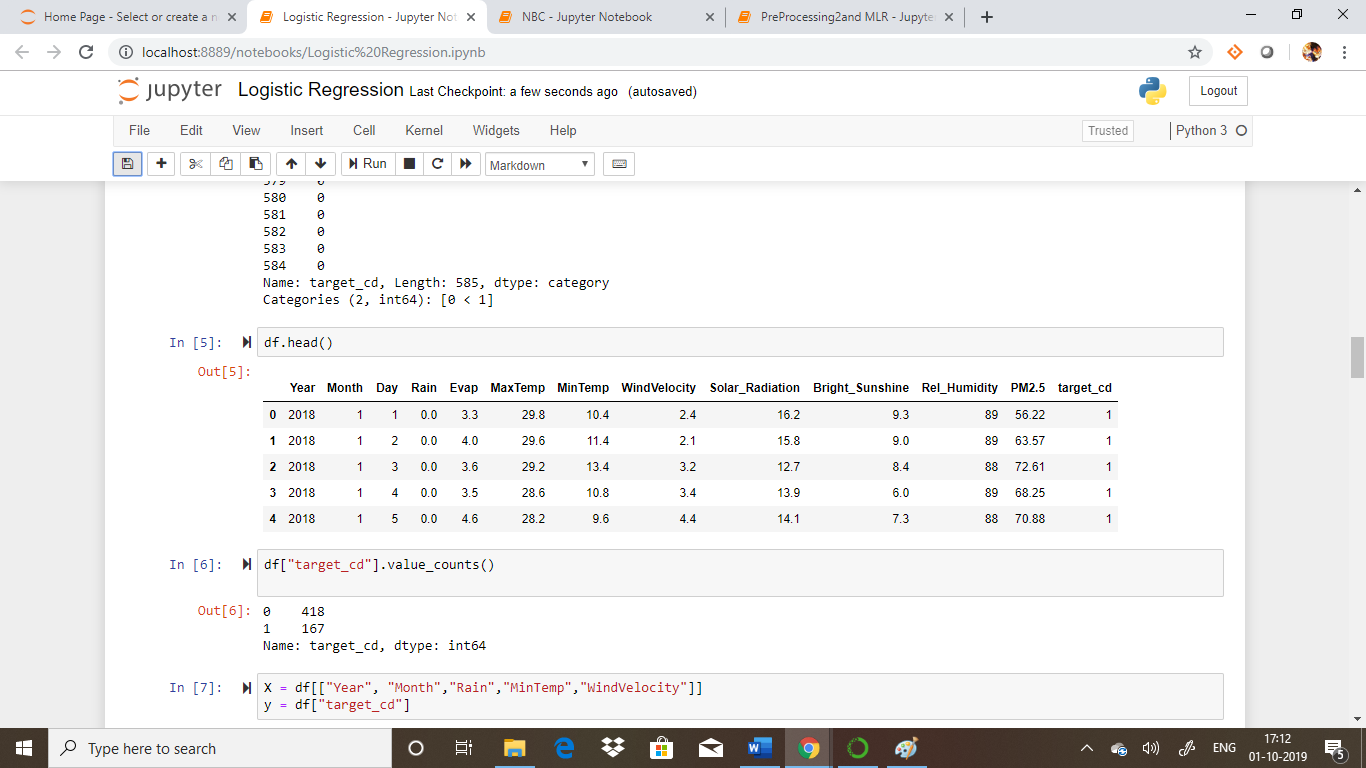 Home Page - Select or create a n
Logistic Regression - Jupyter Not
NBC - Jupyter Notebook
PreProcessing2and MLR - Jupyte
localhost:8889/notebooks/Logistic%20Regression.ipynb
jupyter Logistic Regression Last Checkpoint: a few seconds ago (autosaved)
Logout
File Edit View Insert Cell Kernel Widgets Help
Trusted
Python 3
Run
Markdown
579 0
580 0
581 0
582 0
583 0
584 0
Name: target_cd, Length: 585, dtype: category
Categories (2, int64): [0 < 1]
In [5]: df.head()
Out[5]:
Year Month Day Rain Evap MaxTemp MinTemp WindVelocity Solar_Radiation Bright_Sunshine Rel_Humidity PM2.5 target_cd
0 2018 1 1 0.0 3.3 29.8 10.4 2.4 16.2 9.3 89 56.22 1
1 2018 1 2 0.0 4.0 29.6 11.4 2.1 15.8 9.0 89 63.57 1
2 2018 1 3 0.0 3.6 29.2 13.4 3.2 12.7 8.4 88 72.61 1
3 2018 1 4 0.0 3.5 28.6 10.8 3.4 13.9 6.0 89 68.25 1
4 2018 1 5 0.0 4.6 28.2 9.6 4.4 14.1 7.3 88 70.88 1
In [6]: df["target_cd"].value_counts()
Out[6]: 0 418
1 167
Name: target_cd, dtype: int64
In [7]: X = df[["Year", "Month","Rain","MinTemp","WindVelocity"]]
y = df["target_cd"]
Type here to search
ENG
17:12
01-10-2019
5